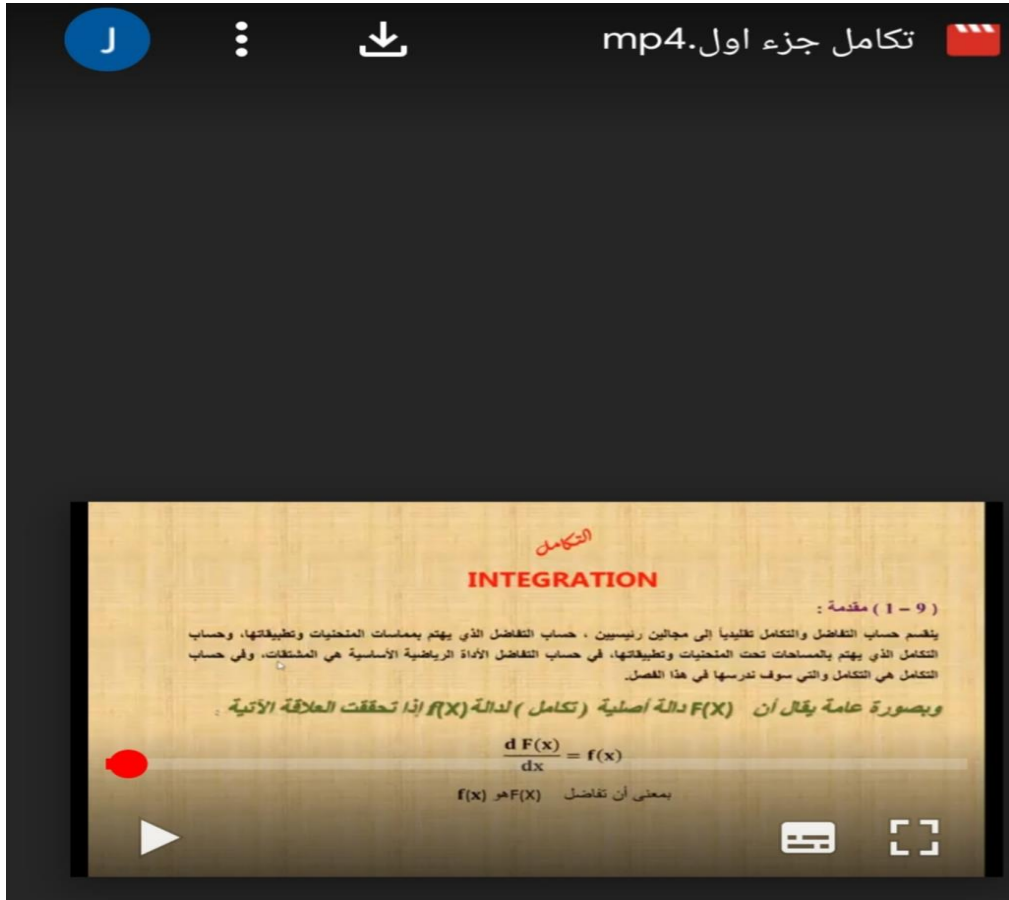 تكامل جزء اول.mp4
J
التكامل
INTEGRATION
( 9 – 1 ) مقدمة :
ينقسم حساب التفاضل والتكامل تقليدياً إلى مجالين رئيسيين ، حساب التفاضل الذي يهتم بمماسات المنحنيات وتطبيقاتها، وحساب
التكامل الذي يهتم بالمساحات تحت المنحنيات وتطبيقاتها، في حساب التفاضل الأداة الرياضية الأساسية هي المشتقات، وفي حساب
التكامل هي التكامل والتي سوف ندرسها في هذا الفصل.
وبصورة عامة يقال أن F(X) دالة أصلية ( تكامل ) لدالة f(X) إذا تحققت العلاقة الآتية :
d F(x)/dx = f(x)
بمعنى أن تفاضل F(X) هو f(x)